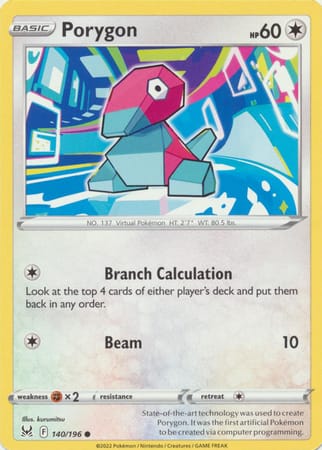 BASIC Porygon HP 60
NO. 137 Virtual Pokémon HT: 2'7" WT: 80.5 lbs.
Branch Calculation
Look at the top 4 cards of either player's deck and put them
back in any order.
Beam 10
weakness ×2 resistance retreat
Illus. kurumitsu
State-of-the-art technology was used to create
Porygon. It was the first artificial Pokémon
to be created via computer programming.
F 140/196
©2022 Pokémon / Nintendo / Creatures / GAME FREAK